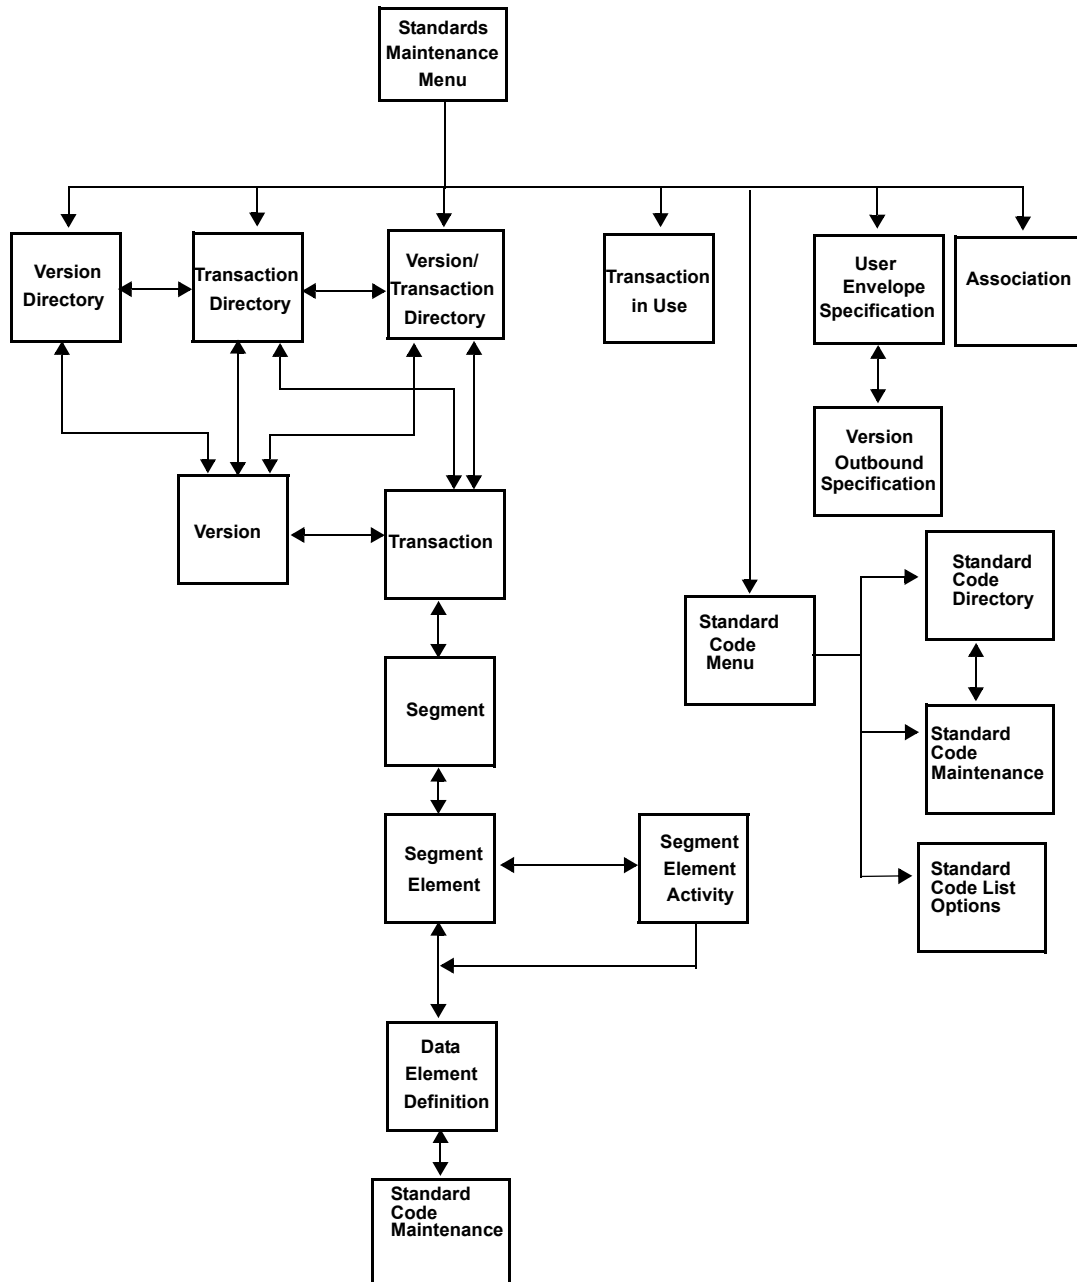 Standards
Maintenance
Menu
Version
Directory
Transaction
Directory
Version/
Transaction
Directory
Transaction
in Use
User
Envelope
Specification
Association
Version
Outbound
Specification
Version
Transaction
Standard
Code
Directory
Standard
Code
Menu
Segment
Standard
Code
Maintenance
Segment
Element
Segment
Element
Activity
Standard
Code List
Options
Data
Element
Definition
Standard
Code
Maintenance